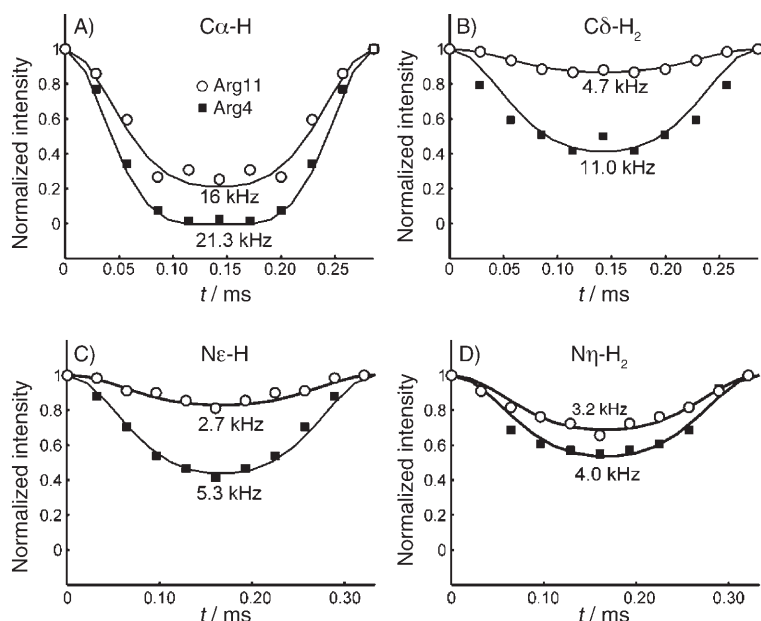 A) Cα-H
Normalized intensity
1
0.8
0.6
0.4
0.2
0
○ Arg11
■ Arg4
16 kHz
21.3 kHz
0 0.05 0.10 0.15 0.20 0.25
t / ms
B) Cδ-H₂
Normalized intensity
1
0.8
0.6
0.4
0.2
0
4.7 kHz
11.0 kHz
0 0.05 0.10 0.15 0.20 0.25
t / ms
C) Nε-H
Normalized intensity
1
0.8
0.6
0.4
0.2
0
2.7 kHz
5.3 kHz
0 0.10 0.20 0.30
t / ms
D) Nη-H₂
Normalized intensity
1
0.8
0.6
0.4
0.2
0
3.2 kHz
4.0 kHz
0 0.10 0.20 0.30
t / ms